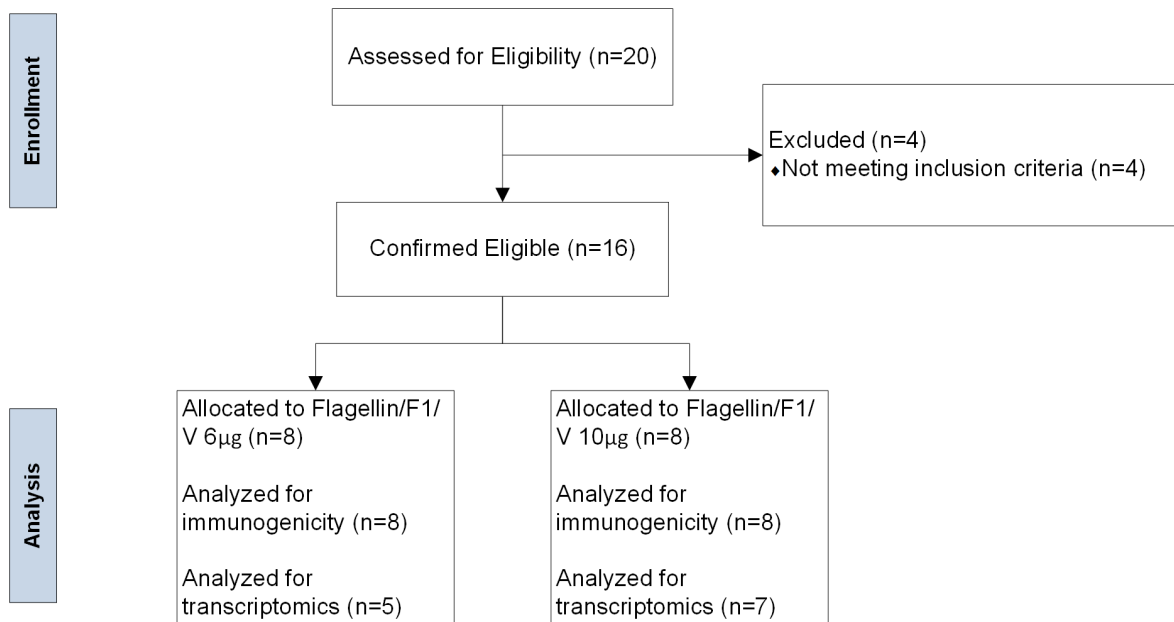 Enrollment
Assessed for Eligibility (n=20)
Excluded (n=4)
⬥Not meeting inclusion criteria (n=4)
Confirmed Eligible (n=16)
Analysis
Allocated to Flagellin/F1/
V 6µg (n=8)
Analyzed for
immunogenicity (n=8)
Analyzed for
transcriptomics (n=5)
Allocated to Flagellin/F1/
V 10µg (n=8)
Analyzed for
immunogenicity (n=8)
Analyzed for
transcriptomics (n=7)